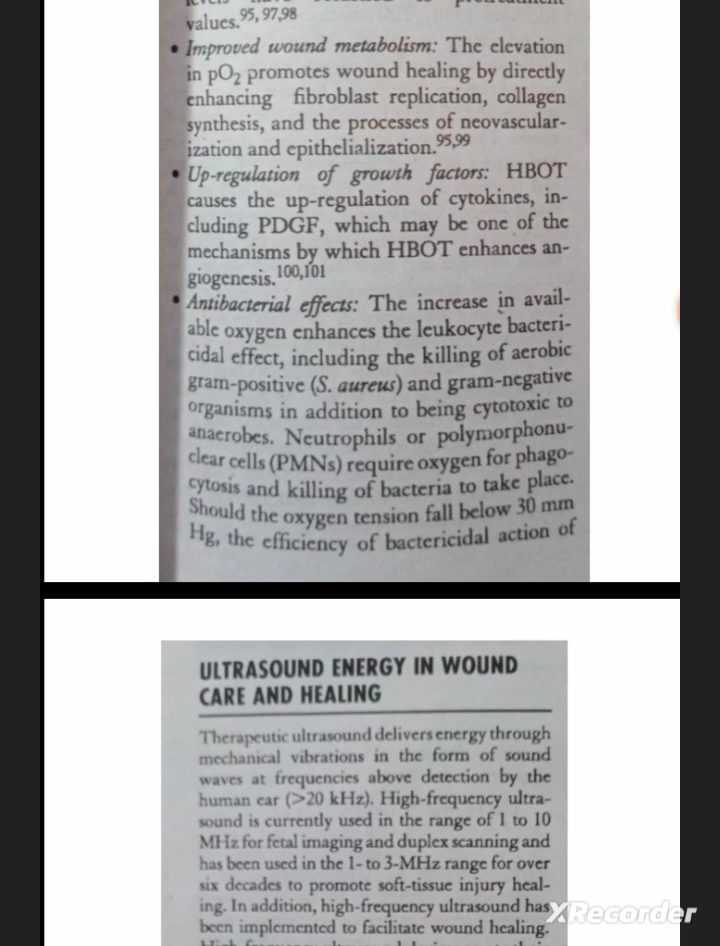 values.95,97,98
• Improved wound metabolism: The elevation
in pO2 promotes wound healing by directly
enhancing fibroblast replication, collagen
synthesis, and the processes of neovascular-
ization and epithelialization.95,99
• Up-regulation of growth factors: HBOT
causes the up-regulation of cytokines, in-
cluding PDGF, which may be one of the
mechanisms by which HBOT enhances an-
giogenesis.100,101
• Antibacterial effects: The increase in avail-
able oxygen enhances the leukocyte bacteri-
cidal effect, including the killing of aerobic
gram-positive (S. aureus) and gram-negative
organisms in addition to being cytotoxic to
anaerobes. Neutrophils or polymorphonu-
clear cells (PMNs) require oxygen for phago-
cytosis and killing of bacteria to take place.
Should the oxygen tension fall below 30 mm
Hg, the efficiency of bactericidal action of
ULTRASOUND ENERGY IN WOUND
CARE AND HEALING
Therapeutic ultrasound delivers energy through
mechanical vibrations in the form of sound
waves at frequencies above detection by the
human ear (>20 kHz). High-frequency ultra-
sound is currently used in the range of 1 to 10
MHz for fetal imaging and duplex scanning and
has been used in the 1- to 3-MHz range for over
six decades to promote soft-tissue injury heal-
ing. In addition, high-frequency ultrasound has
been implemented to facilitate wound healing.
XRecorder